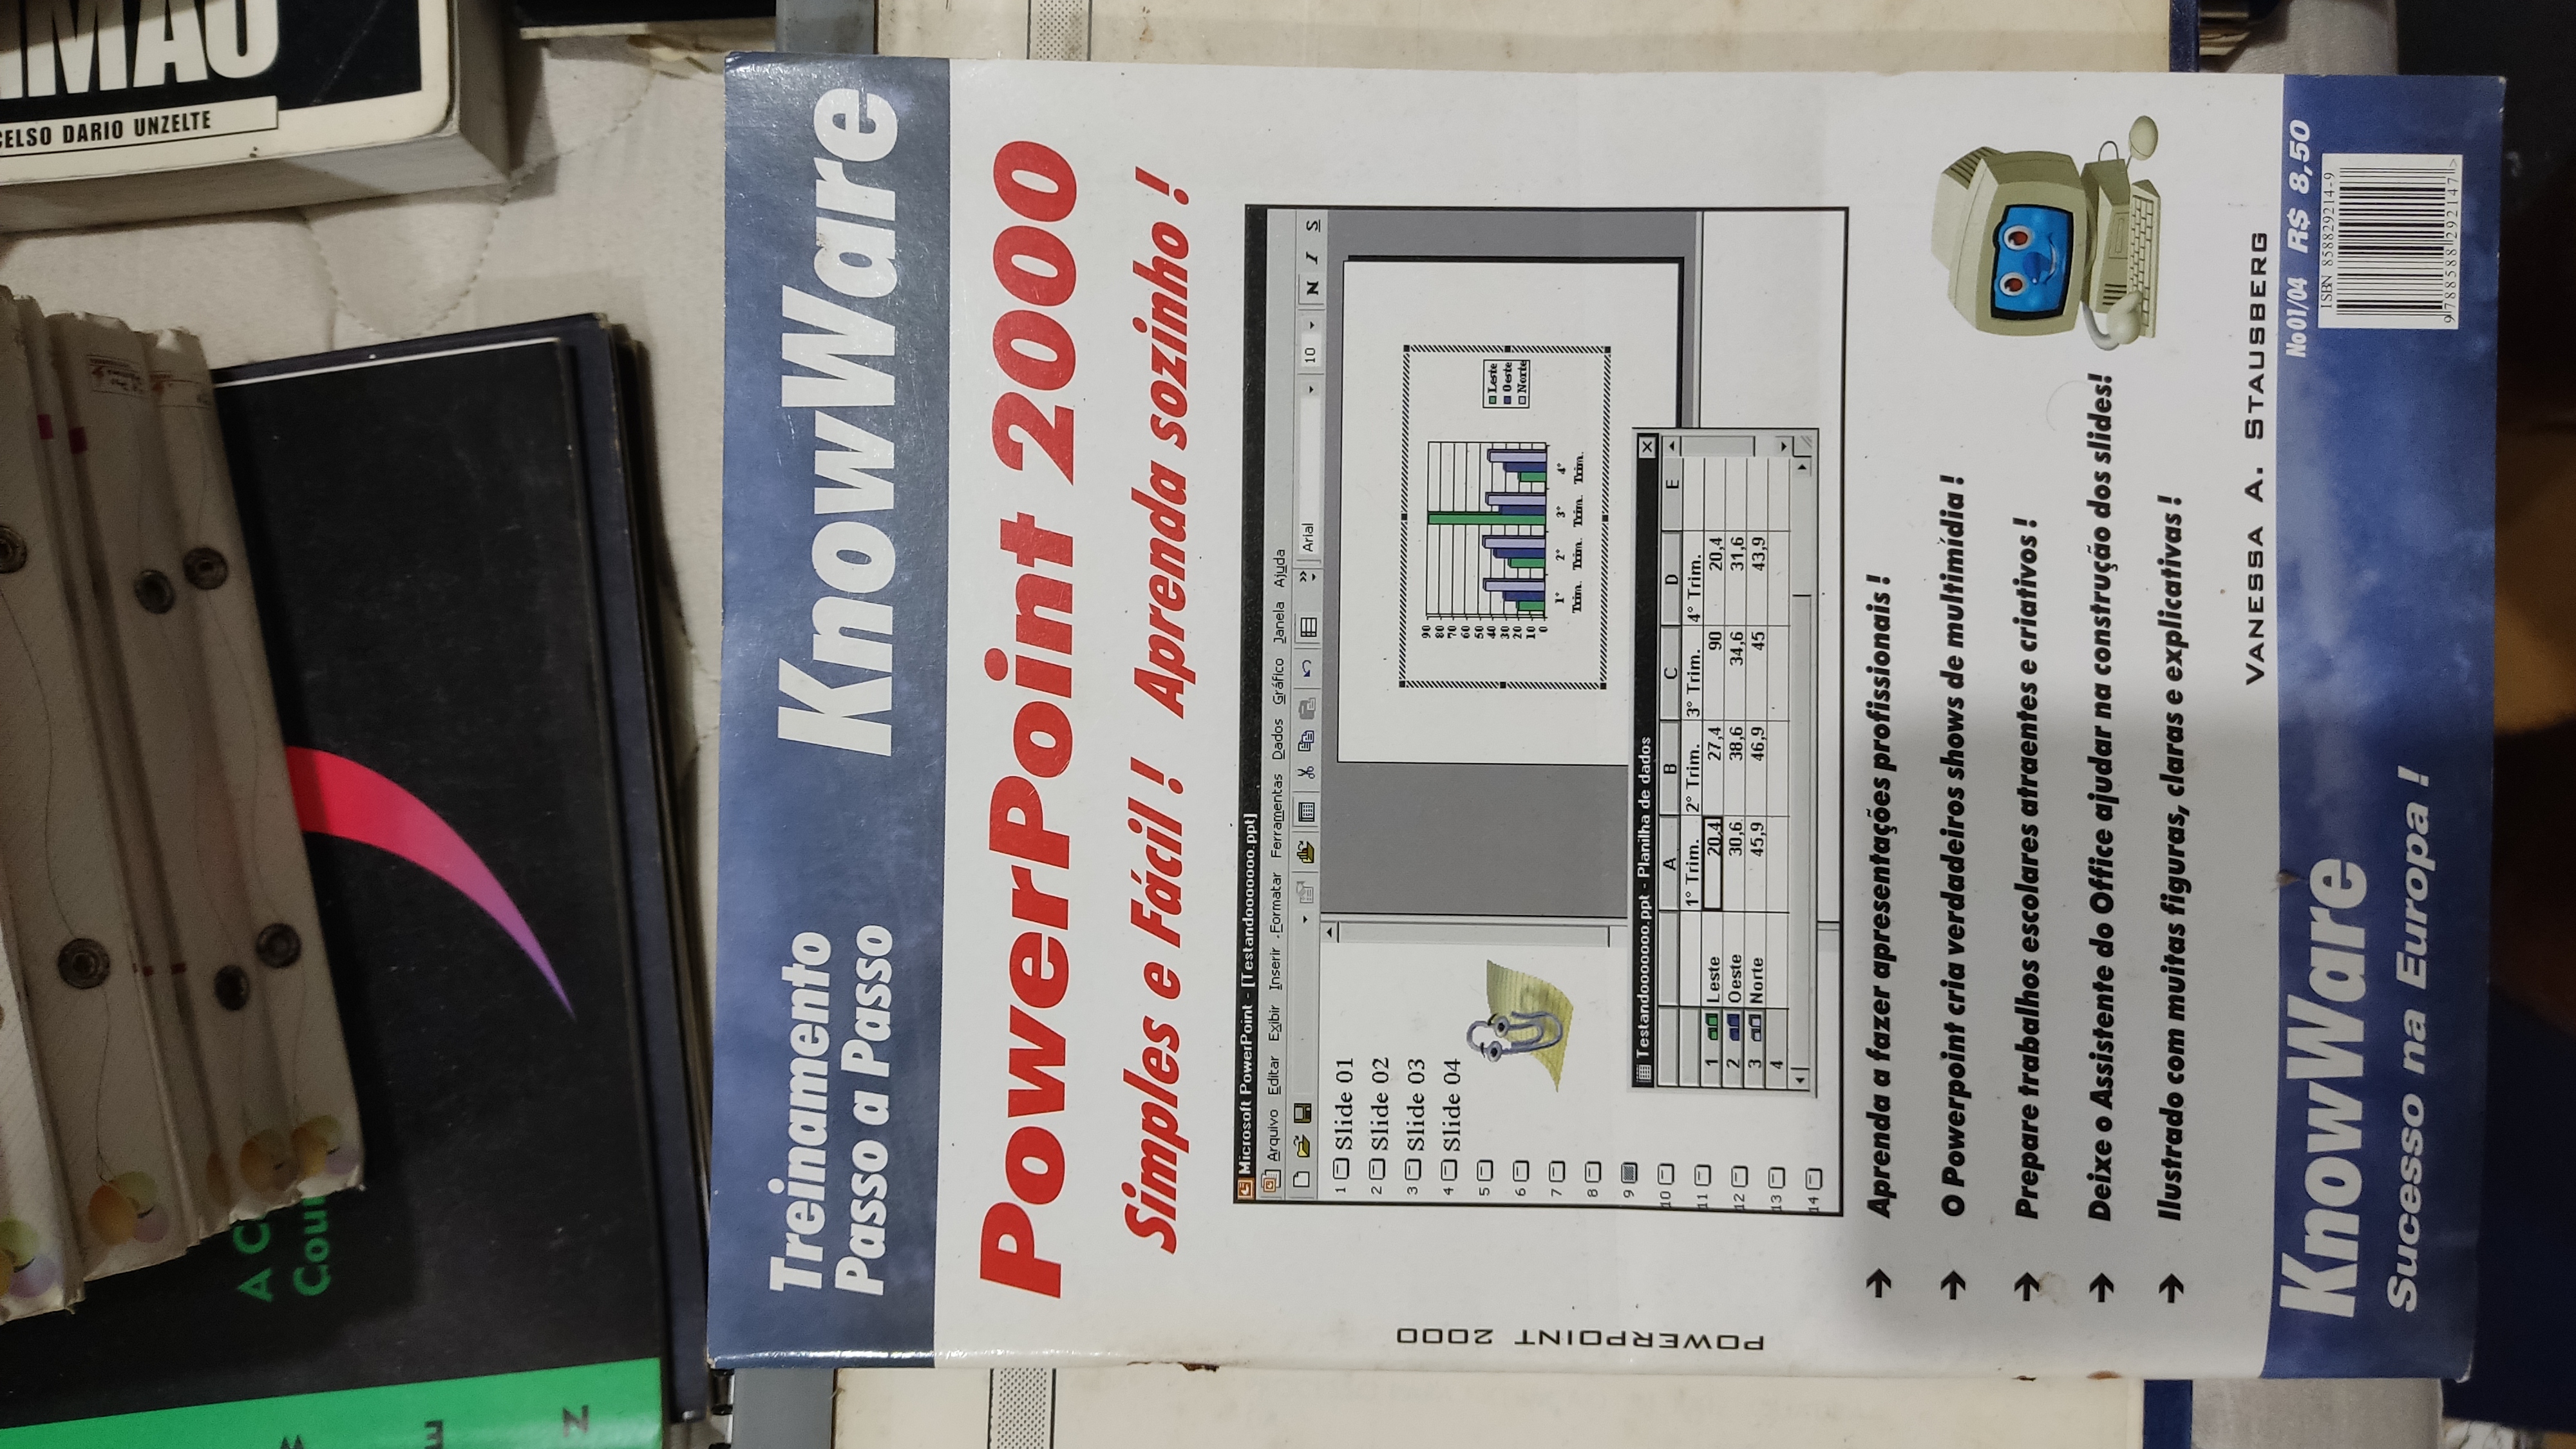 CELSO DARIO UNZELTE
A C
Cour
W
E
N
Treinamento
Passo a Passo
KnowWare
PowerPoint 2000
Simples e Fácil ! Aprenda sozinho !
POWERPOINT 2000
Microsoft PowerPoint - [Testandooooooo.ppt]
Arquivo Editar Exibir Inserir Formatar Ferramentas Dados Gráfico Janela Ajuda
Arial 10 N I S
1 Slide 01
2 Slide 02
3 Slide 03
4 Slide 04
5
6
7
8
9
10
11
12
13
14
90
80
70
60
50
40
30
20
10
0
1° 2° 3° 4°
Trim. Trim. Trim. Trim.
Leste
Oeste
Norte
Testandooooooo.ppt - Planilha de dados
A B C D E
1° Trim. 2° Trim. 3° Trim. 4° Trim.
1 Leste 20,4 27,4 90 20,4
2 Oeste 30,6 38,6 34,6 31,6
3 Norte 45,9 46,9 45 43,9
4
→ Aprenda a fazer apresentações profissionais !
→ O Powerpoint cria verdadeiros shows de multimídia !
→ Prepare trabalhos escolares atraentes e criativos !
→ Deixe o Assistente do Office ajudar na construção dos slides!
→ Ilustrado com muitas figuras, claras e explicativas !
VANESSA A. STAUSBERG
KnowWare
Sucesso na Europa !
No 01/04 R$ 8,50
ISBN 858829214-9
9 788588 292147 >